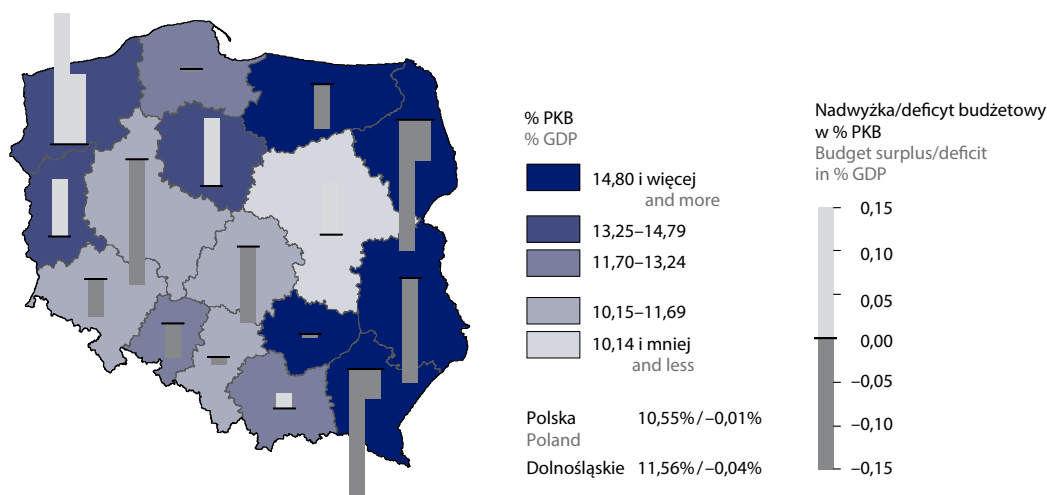 % PKB
% GDP
14,80 i więcej
and more
13,25–14,79
11,70–13,24
10,15–11,69
10,14 i mniej
and less
Polska 10,55% / –0,01%
Poland
Dolnośląskie 11,56% / –0,04%
Nadwyżka/deficyt budżetowy
w % PKB
Budget surplus/deficit
in % GDP
0,15
0,10
0,05
0,00
–0,05
–0,10
–0,15